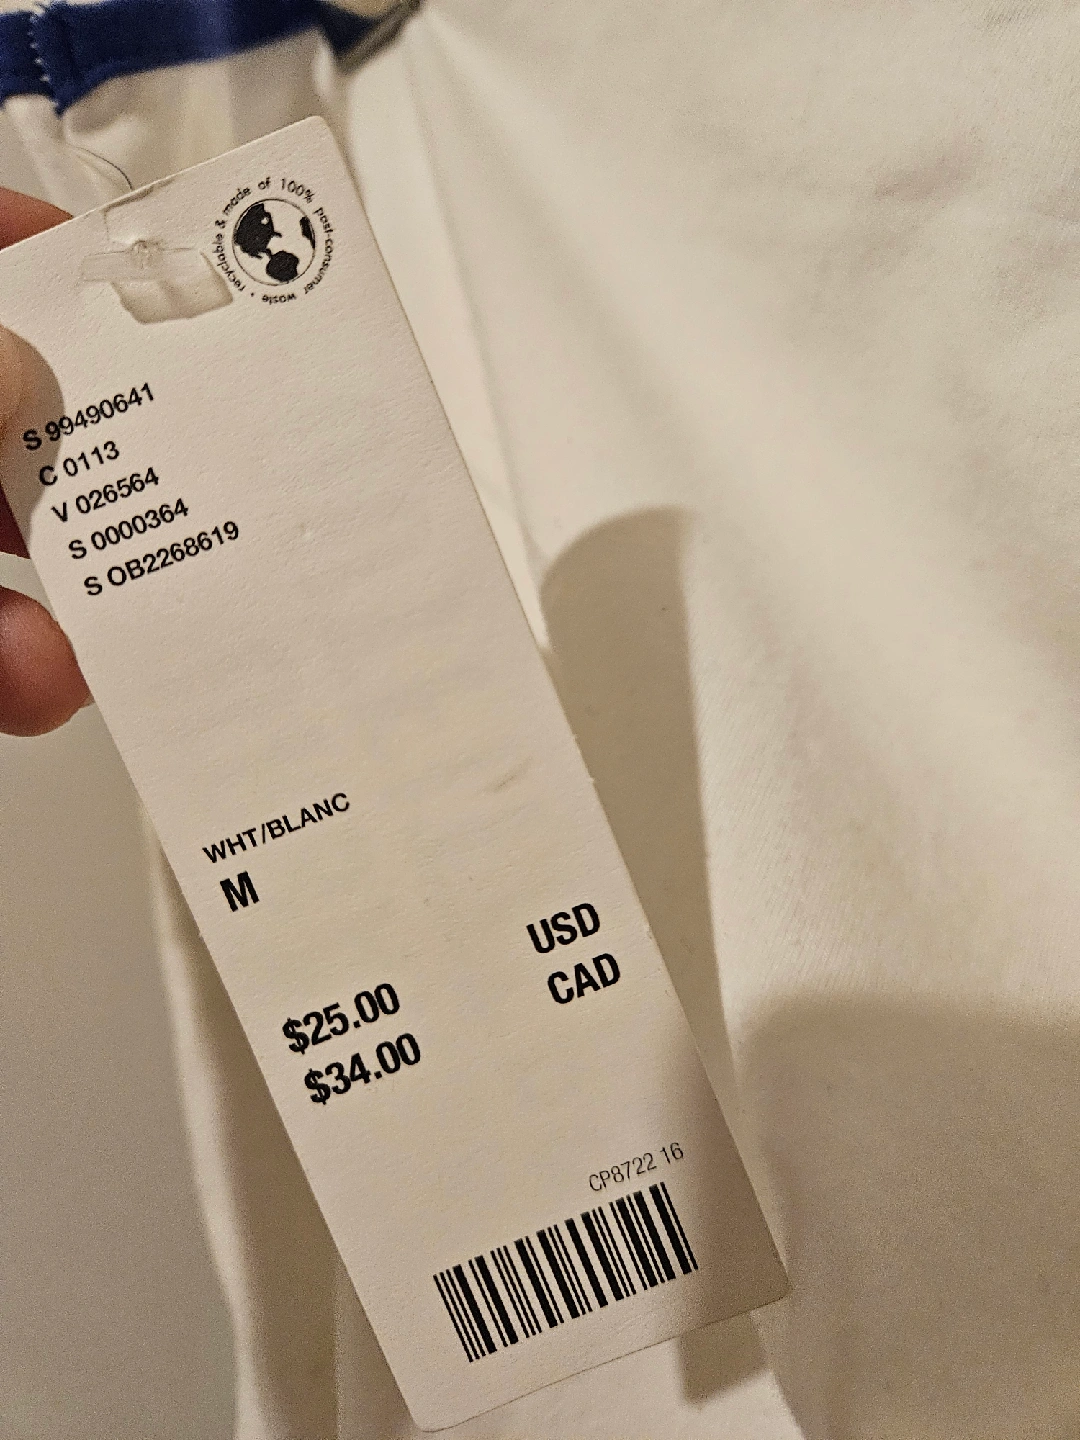 recyclable & made of 100% post-consumer waste •
S 99490641
C 0113
V 026564
S 0000364
S OB2268619
WHT/BLANC
M
$25.00 USD
$34.00 CAD
CP8722 16